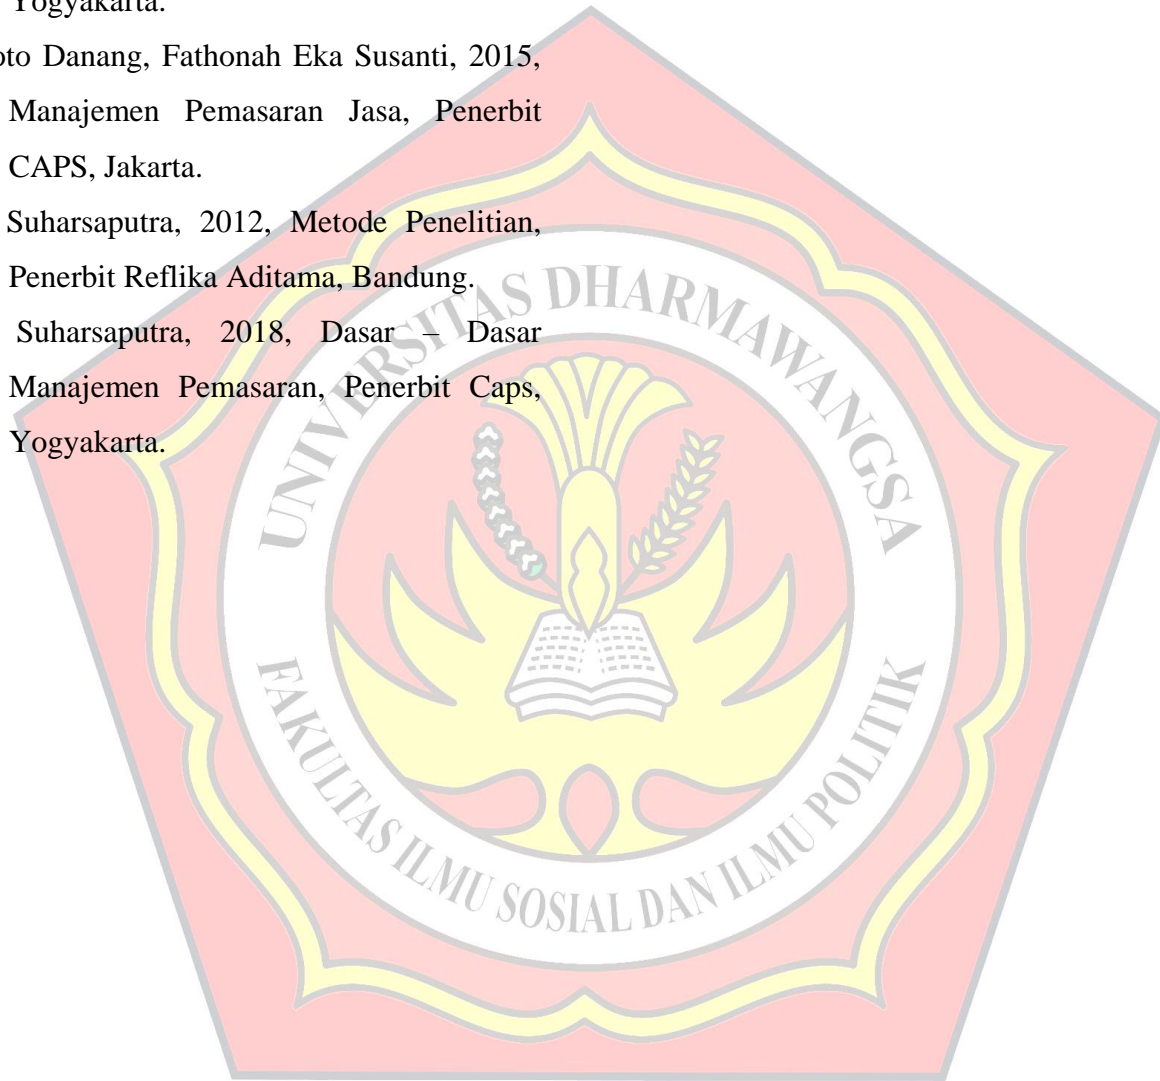 Yogyakarta.
oto Danang, Fathonah Eka Susanti, 2015,
Manajemen Pemasaran Jasa, Penerbit
CAPS, Jakarta.
Suharsaputra, 2012, Metode Penelitian,
Penerbit Reflika Aditama, Bandung.
Suharsaputra, 2018, Dasar – Dasar
Manajemen Pemasaran, Penerbit Caps,
Yogyakarta.
UNIVERSITAS DHARMAWANGSA
FAKULTAS ILMU SOSIAL DAN ILMU POLITIK